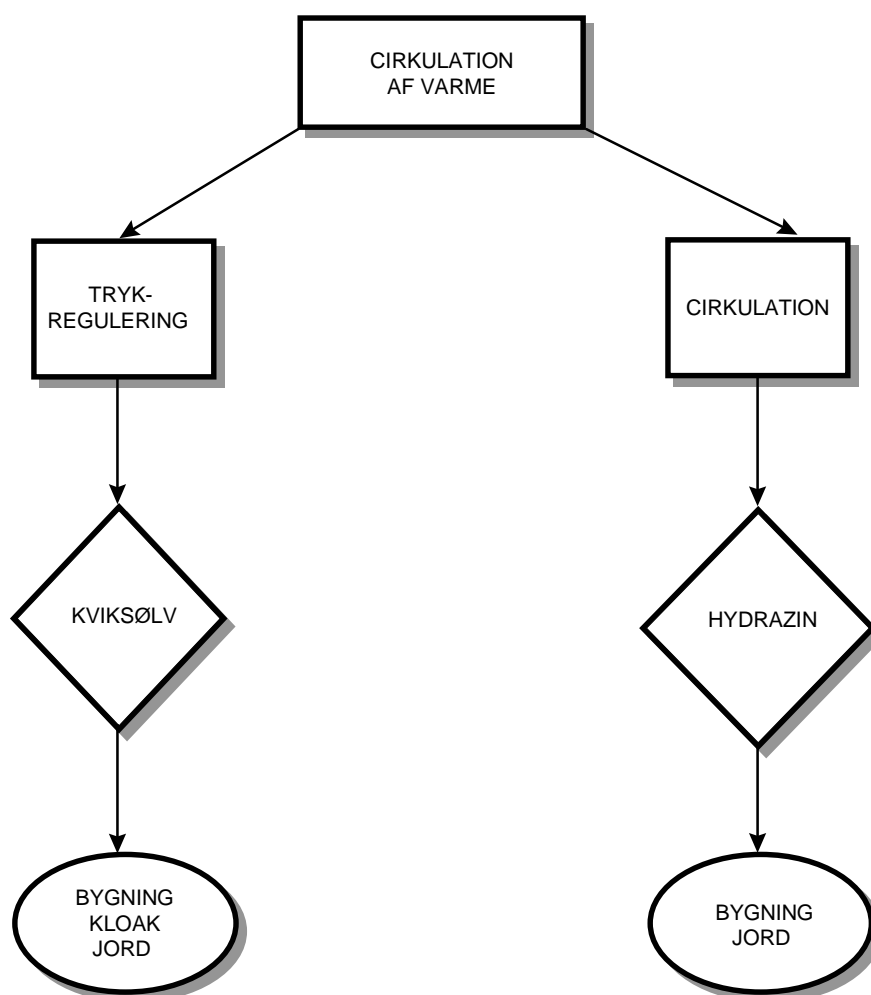 CIRKULATION
AF VARME
TRYK-
REGULERING
CIRKULATION
KVIKSØLV
HYDRAZIN
BYGNING
KLOAK
JORD
BYGNING
JORD